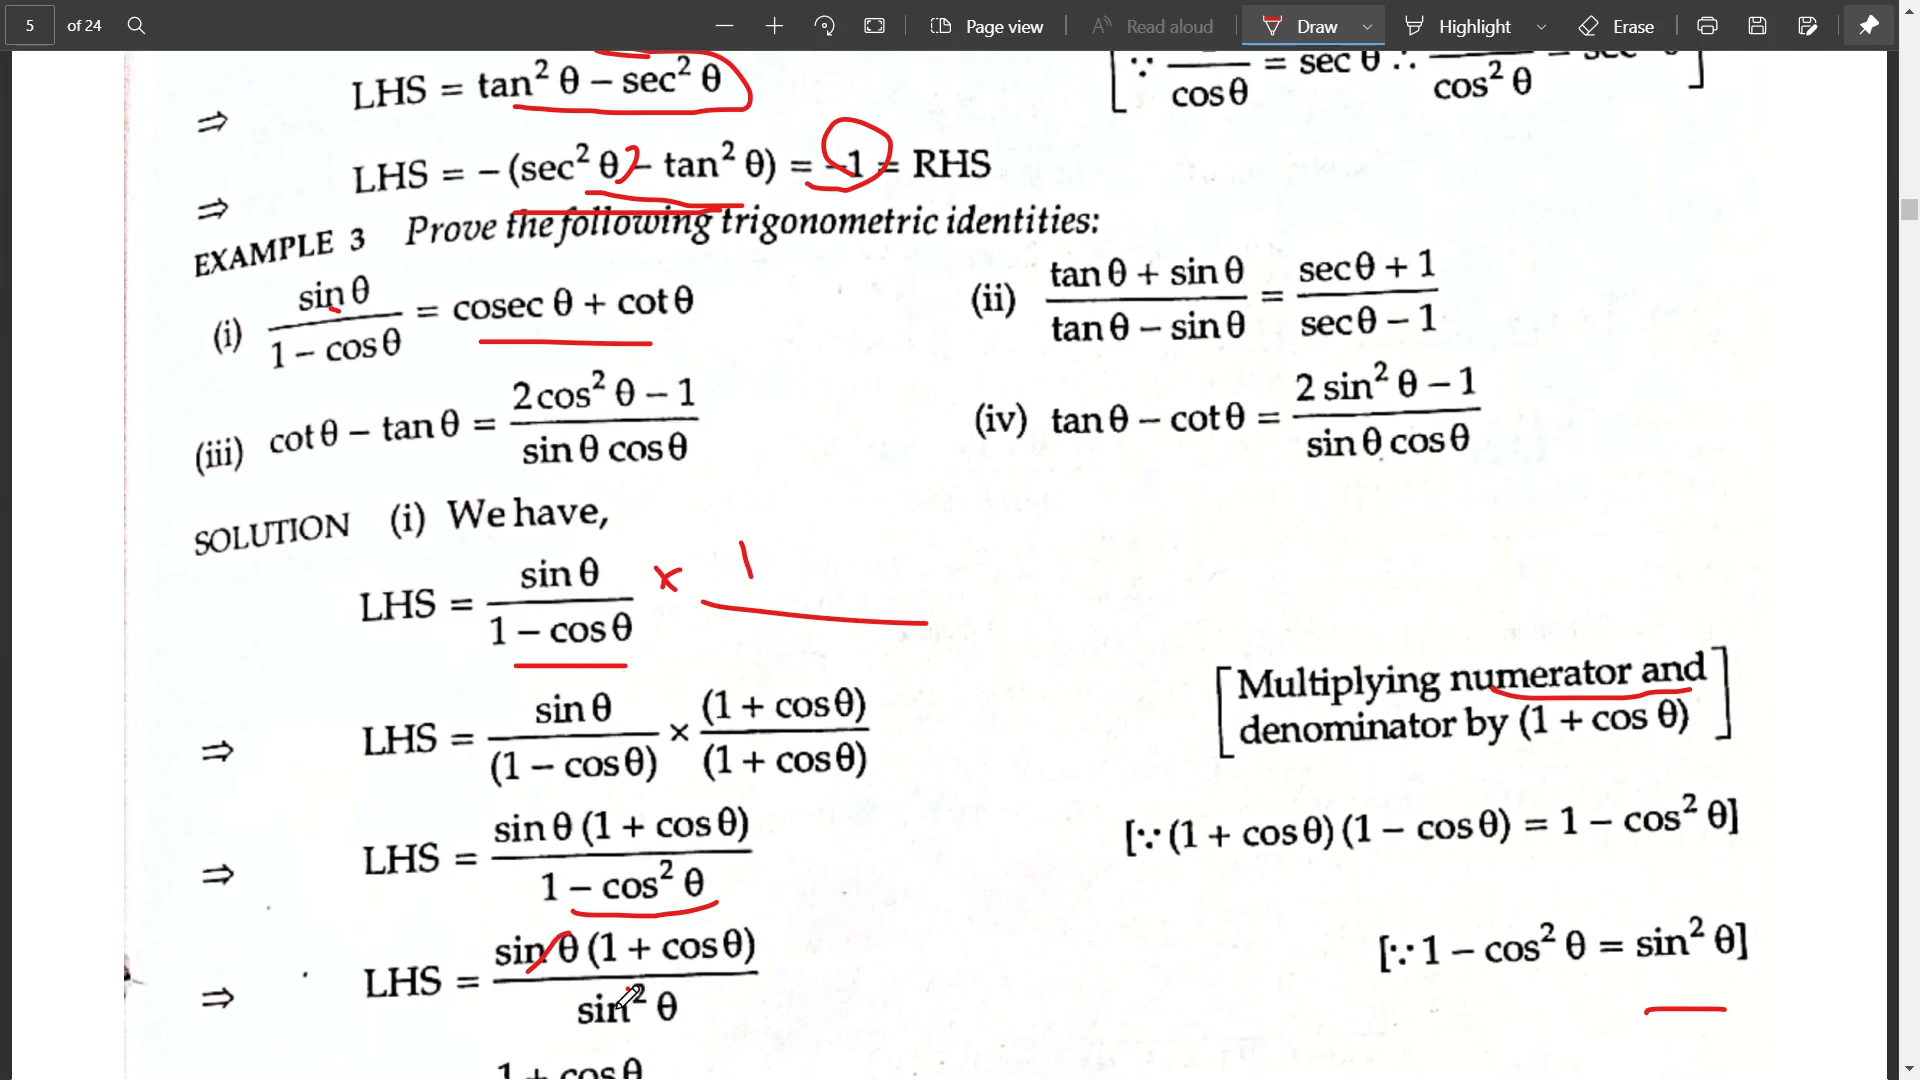 5 of 24 Page view Read aloud Draw Highlight Erase
⇒ LHS = tan² θ − sec² θ [∵ cos θ = sec θ ∴ cos² θ = sec ]
⇒ LHS = − (sec² θ − tan² θ) = −1 = RHS
EXAMPLE 3 Prove the following trigonometric identities:
(i) sin θ / 1 − cos θ = cosec θ + cot θ (ii) tan θ + sin θ / tan θ − sin θ = sec θ + 1 / sec θ − 1
(iii) cot θ − tan θ = 2 cos² θ − 1 / sin θ cos θ (iv) tan θ − cot θ = 2 sin² θ − 1 / sin θ cos θ
SOLUTION (i) We have,
LHS = sin θ / 1 − cos θ × 1
[Multiplying numerator and
⇒ LHS = sin θ / (1 − cos θ) × (1 + cos θ) / (1 + cos θ) denominator by (1 + cos θ)]
⇒ LHS = sin θ (1 + cos θ) / 1 − cos² θ [∵ (1 + cos θ) (1 − cos θ) = 1 − cos² θ]
⇒ LHS = sin θ (1 + cos θ) / sin² θ [∵ 1 − cos² θ = sin² θ]
1 + cos θ